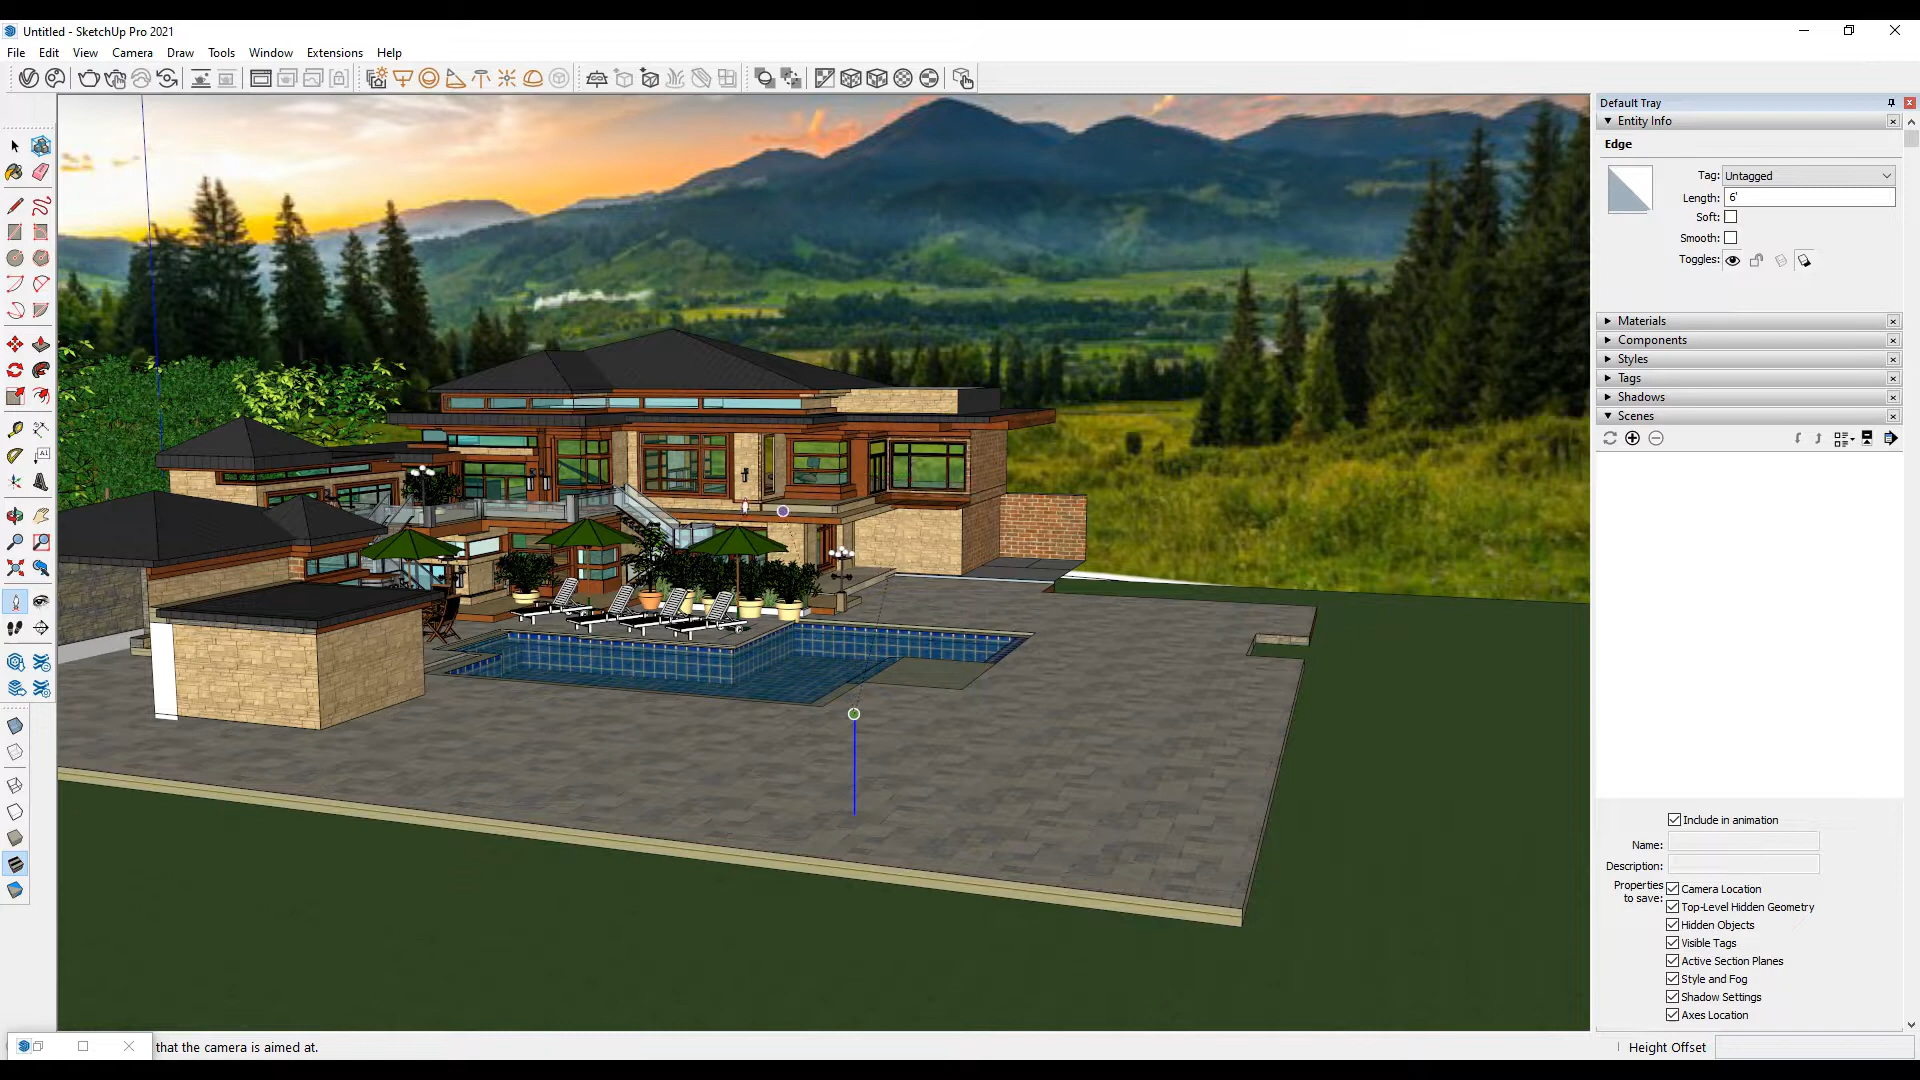 Untitled - SketchUp Pro 2021
File Edit View Camera Draw Tools Window Extensions Help
Default Tray
Entity Info
Edge
Tag: Untagged
Length: 6'
Soft:
Smooth:
Toggles:
Materials
Components
Styles
Tags
Shadows
Scenes
Include in animation
Name:
Description:
Properties to save:
Camera Location
Top-Level Hidden Geometry
Hidden Objects
Visible Tags
Active Section Planes
Style and Fog
Shadow Settings
Axes Location
that the camera is aimed at.
Height Offset